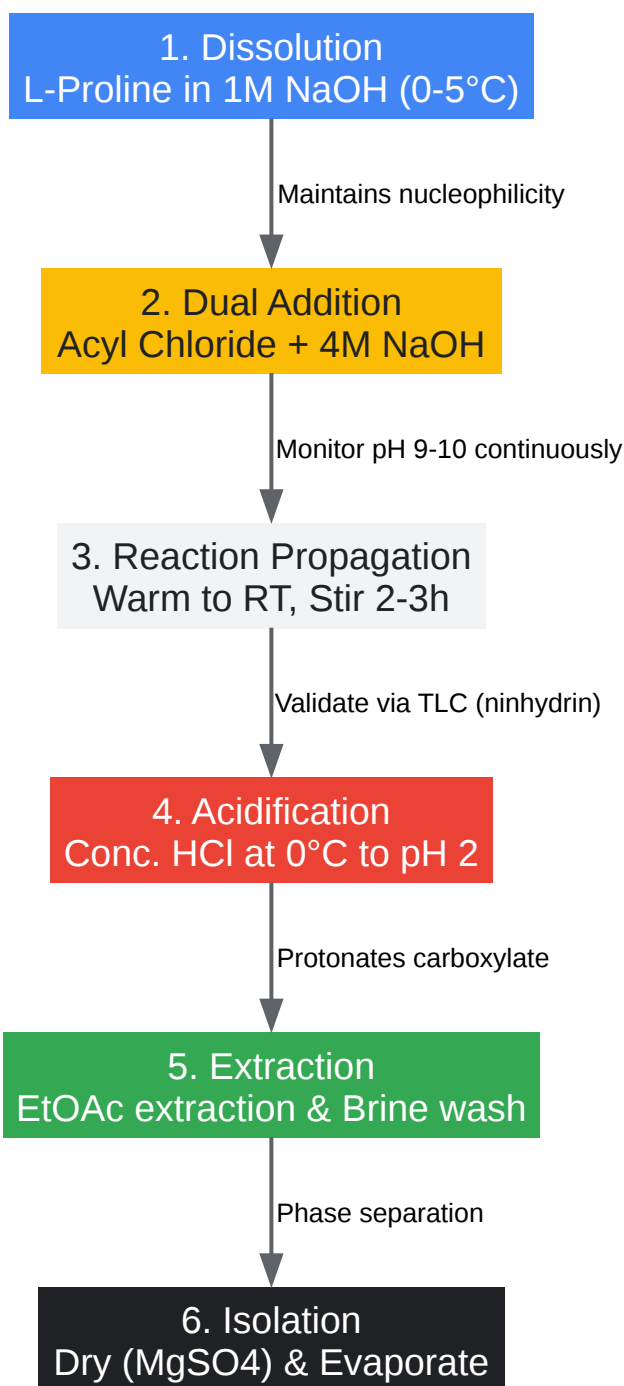 1. Dissolution
L-Proline in 1M NaOH (0-5°C)
Maintains nucleophilicity
2. Dual Addition
Acyl Chloride + 4M NaOH
Monitor pH 9-10 continuously
3. Reaction Propagation
Warm to RT, Stir 2-3h
Validate via TLC (ninhydrin)
4. Acidification
Conc. HCl at 0°C to pH 2
Protonates carboxylate
5. Extraction
EtOAc extraction & Brine wash
Phase separation
6. Isolation
Dry (MgSO4) & Evaporate